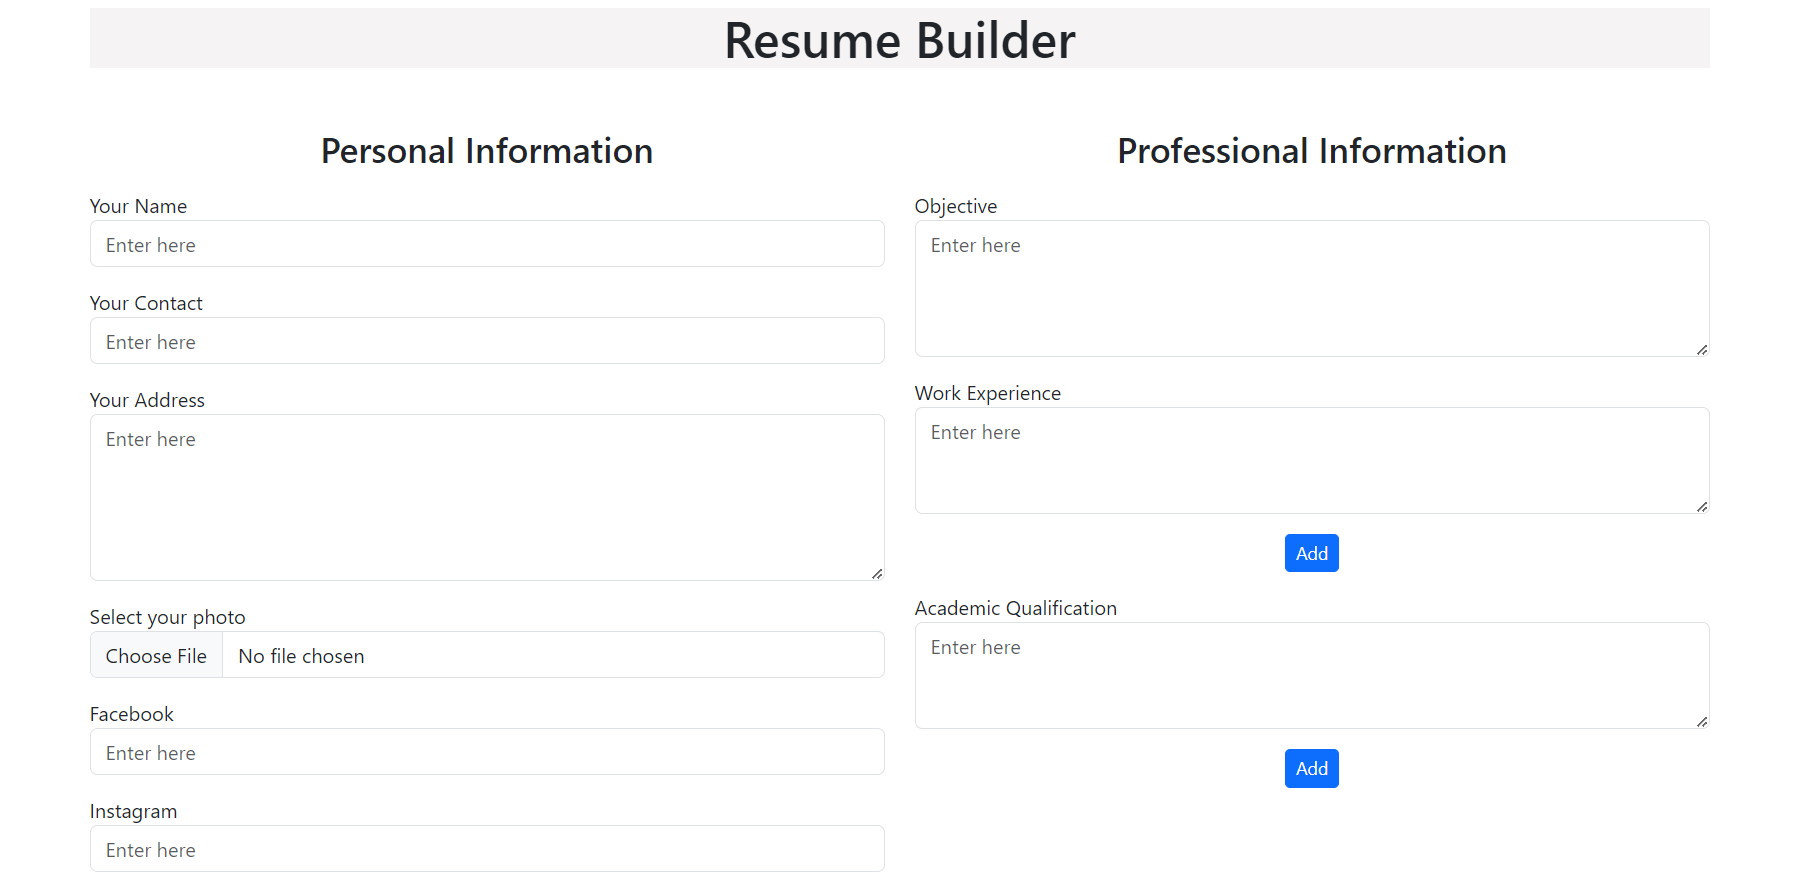 Resume Builder
Personal Information
Your Name
Enter here
Your Contact
Enter here
Your Address
Enter here
Select your photo
Choose File No file chosen
Facebook
Enter here
Instagram
Enter here
Professional Information
Objective
Enter here
Work Experience
Enter here
Add
Academic Qualification
Enter here
Add